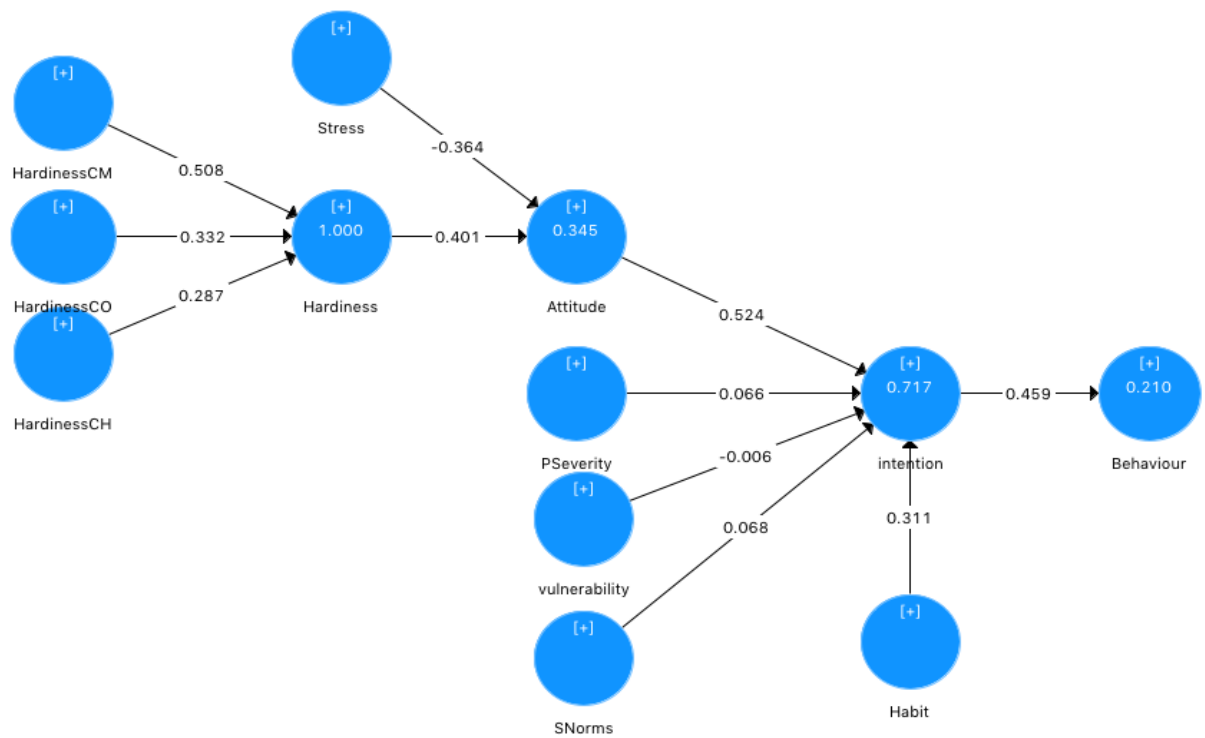 [+]
Stress
[+]
HardinessCM
-0.364
0.508
[+]
HardinessCO
0.332
[+]
1.000
Hardiness
0.401
[+]
0.345
Attitude
[+]
HardinessCH
0.287
0.524
[+]
PSeverity
0.066
[+]
0.717
intention
0.459
[+]
0.210
Behaviour
-0.006
[+]
vulnerability
0.068
0.311
[+]
SNorms
[+]
Habit